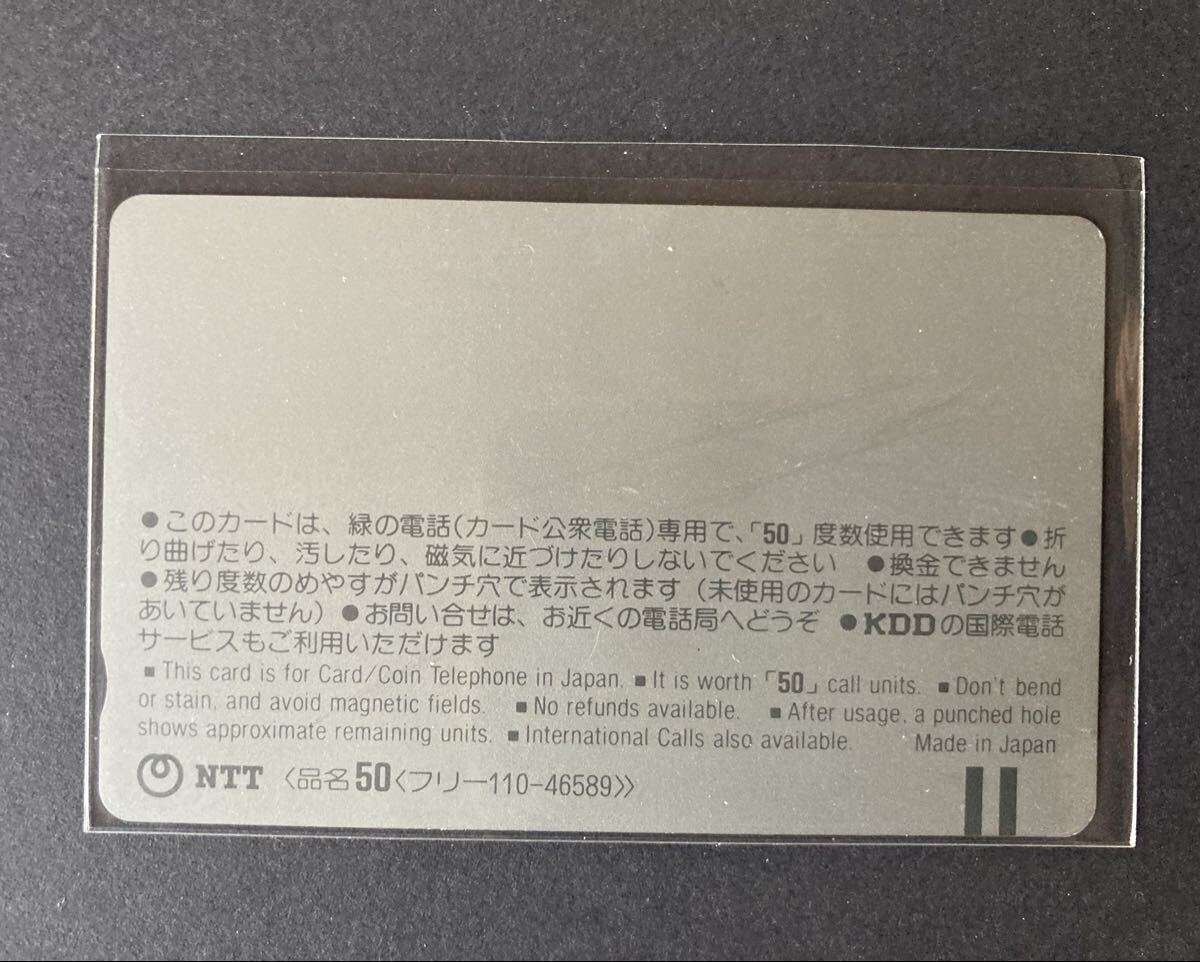 ●このカードは、緑の電話(カード公衆電話)専用で、「50」度数使用できます●折
り曲げたり、汚したり、磁気に近づけたりしないでください ●換金できません
●残り度数のめやすがパンチ穴で表示されます(未使用のカードにはパンチ穴が
あいていません)●お問い合せは、お近くの電話局へどうぞ ●KDDの国際電話
サービスもご利用いただけます
■This card is for Card/Coin Telephone in Japan. ■It is worth「50」call units. ■Don't bend
or stain, and avoid magnetic fields. ■No refunds available. ■After usage, a punched hole
shows approximate remaining units. ■International Calls also available. Made in Japan
NTT 〈品名50〈フリー110-46589〉〉